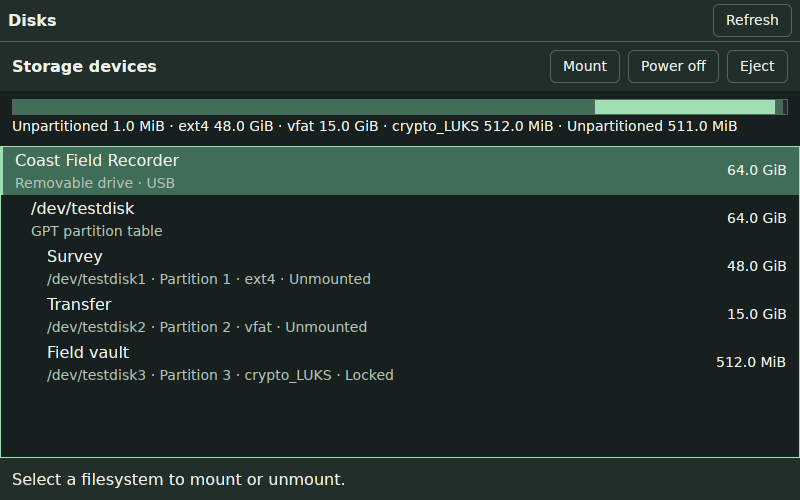 Disks
Refresh
Storage devices
Mount
Power off
Eject
Unpartitioned 1.0 MiB · ext4 48.0 GiB · vfat 15.0 GiB · crypto_LUKS 512.0 MiB · Unpartitioned 511.0 MiB
Coast Field Recorder
Removable drive · USB
64.0 GiB
/dev/testdisk
GPT partition table
64.0 GiB
Survey
/dev/testdisk1 · Partition 1 · ext4 · Unmounted
48.0 GiB
Transfer
/dev/testdisk2 · Partition 2 · vfat · Unmounted
15.0 GiB
Field vault
/dev/testdisk3 · Partition 3 · crypto_LUKS · Locked
512.0 MiB
Select a filesystem to mount or unmount.